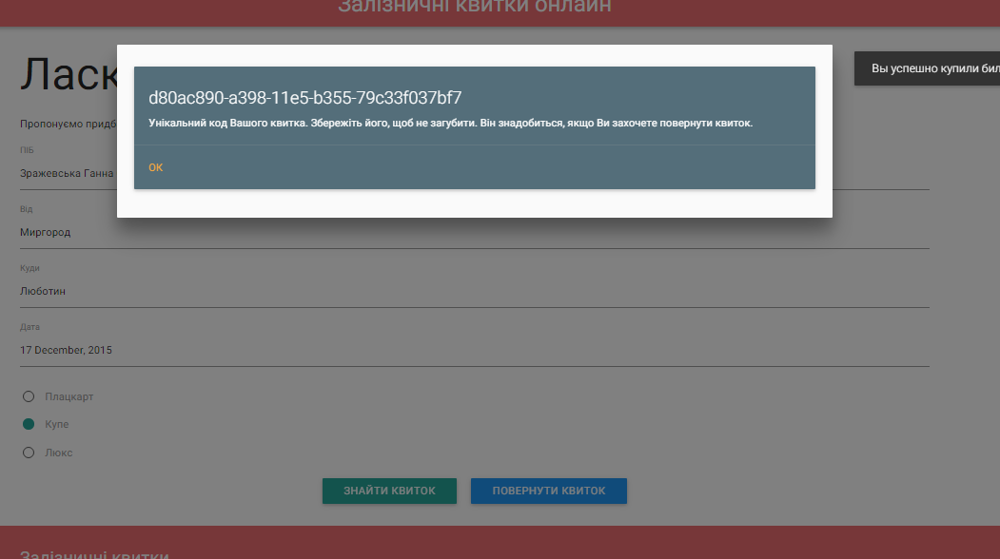 Залізничні квитки онлайн
Ласк
Вы успешно купили бил
d80ac890-a398-11e5-b355-79c33f037bf7
Унікальний код Вашого квитка. Збережіть його, щоб не загубити. Він знадобиться, якщо Ви захочете повернути квиток.
ОК
Пропонуємо придб
ПІБ
Зражевська Ганна
Від
Миргород
Куди
Люботин
Дата
17 December, 2015
Плацкарт
Купе
Люкс
ЗНАЙТИ КВИТОК
ПОВЕРНУТИ КВИТОК
Залізничні квитки